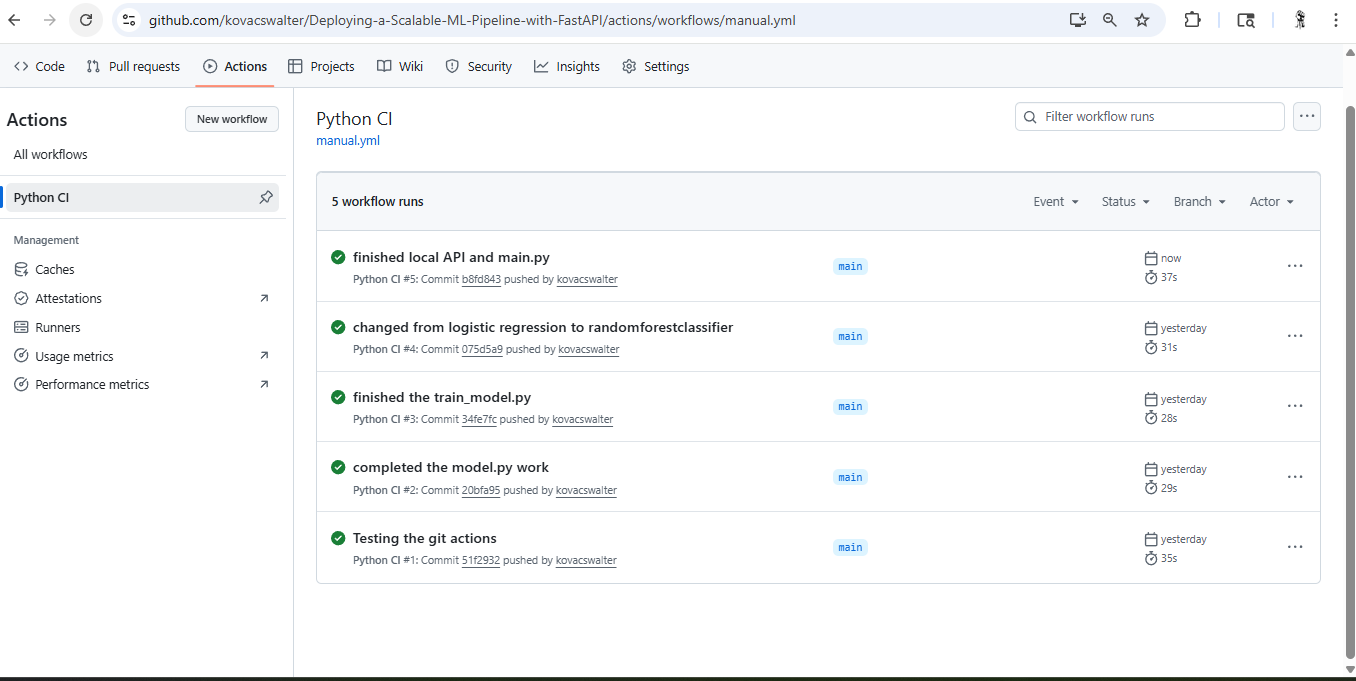 github.com/kovacswalter/Deploying-a-Scalable-ML-Pipeline-with-FastAPI/actions/workflows/manual.yml
Code Pull requests Actions Projects Wiki Security Insights Settings
Actions
New workflow
All workflows
Python CI
Management
Caches
Attestations
Runners
Usage metrics
Performance metrics
Python CI
manual.yml
Filter workflow runs
5 workflow runs
Event Status Branch Actor
finished local API and main.py
Python CI #5: Commit b8fd843 pushed by kovacswalter
main
now
37s
changed from logistic regression to randomforestclassifier
Python CI #4: Commit 075d5a9 pushed by kovacswalter
main
yesterday
31s
finished the train_model.py
Python CI #3: Commit 34fe7fc pushed by kovacswalter
main
yesterday
28s
completed the model.py work
Python CI #2: Commit 20bfa95 pushed by kovacswalter
main
yesterday
29s
Testing the git actions
Python CI #1: Commit 51f2932 pushed by kovacswalter
main
yesterday
35s